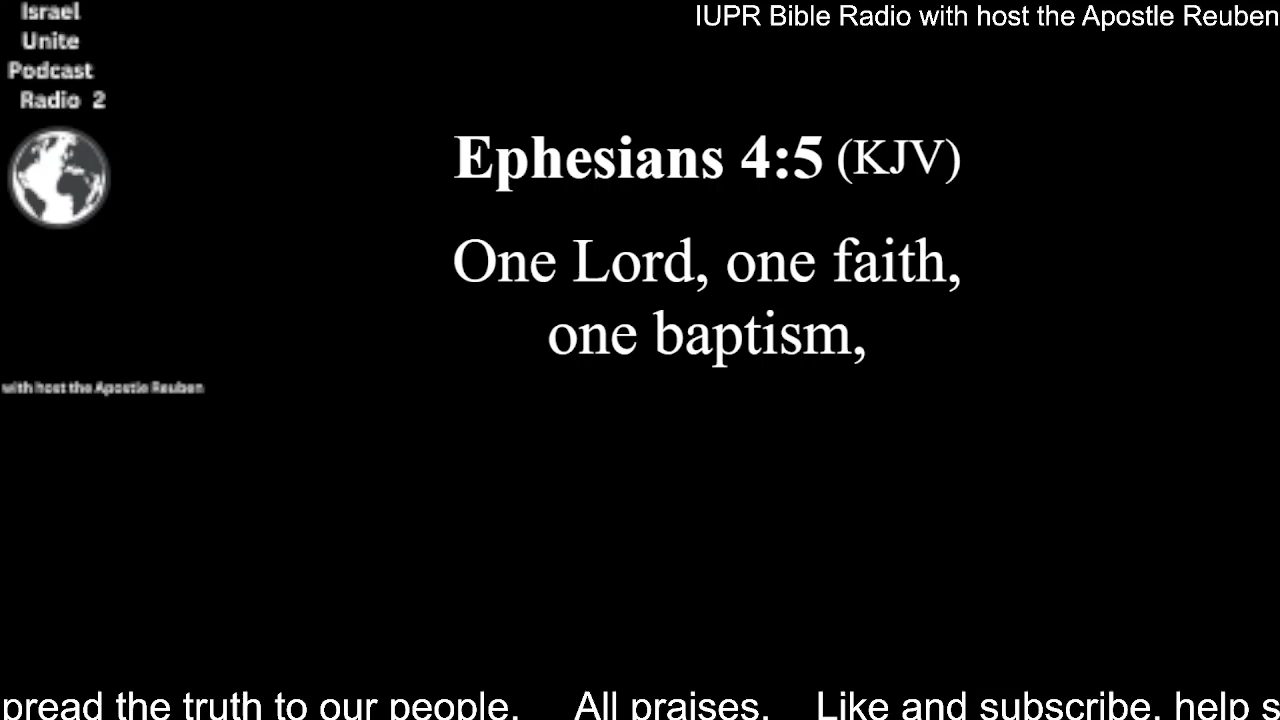 Israel
Unite
Podcast
Radio 2
IUPR Bible Radio with host the Apostle Reuben
Ephesians 4:5 (KJV)
One Lord, one faith,
one baptism,
with host the Apostle Reuben
pread the truth to our people. All praises. Like and subscribe, help s